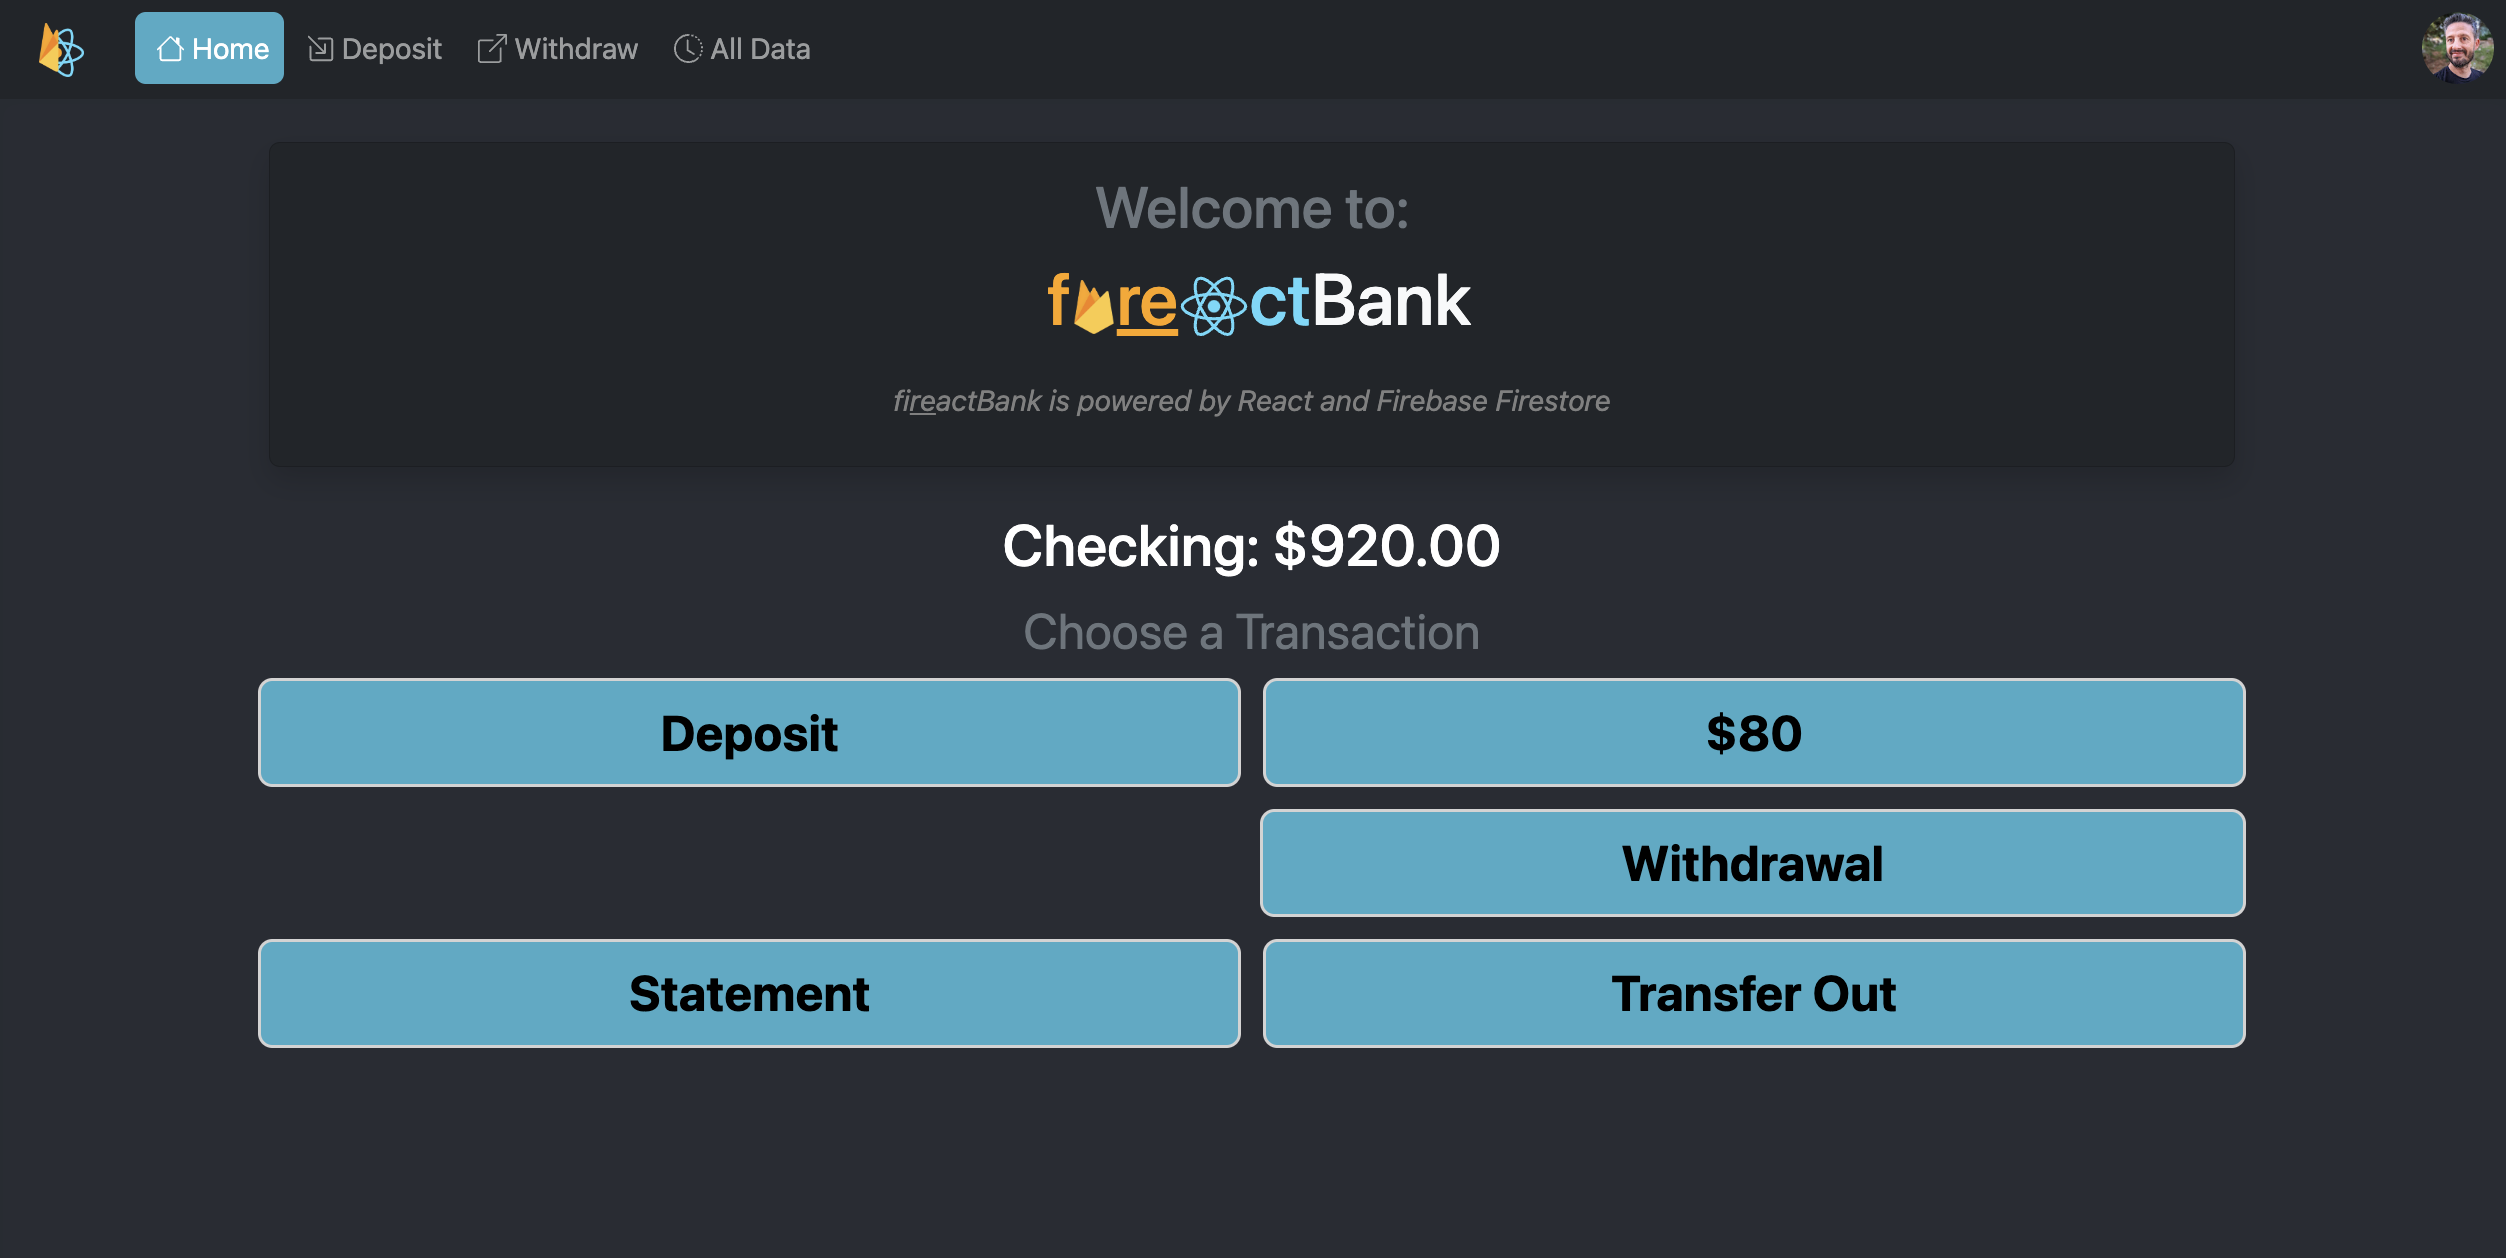 Home Deposit Withdraw All Data
Welcome to:
fireactBank
fireactBank is powered by React and Firebase Firestore
Checking: $920.00
Choose a Transaction
Deposit $80
Withdrawal
Statement Transfer Out